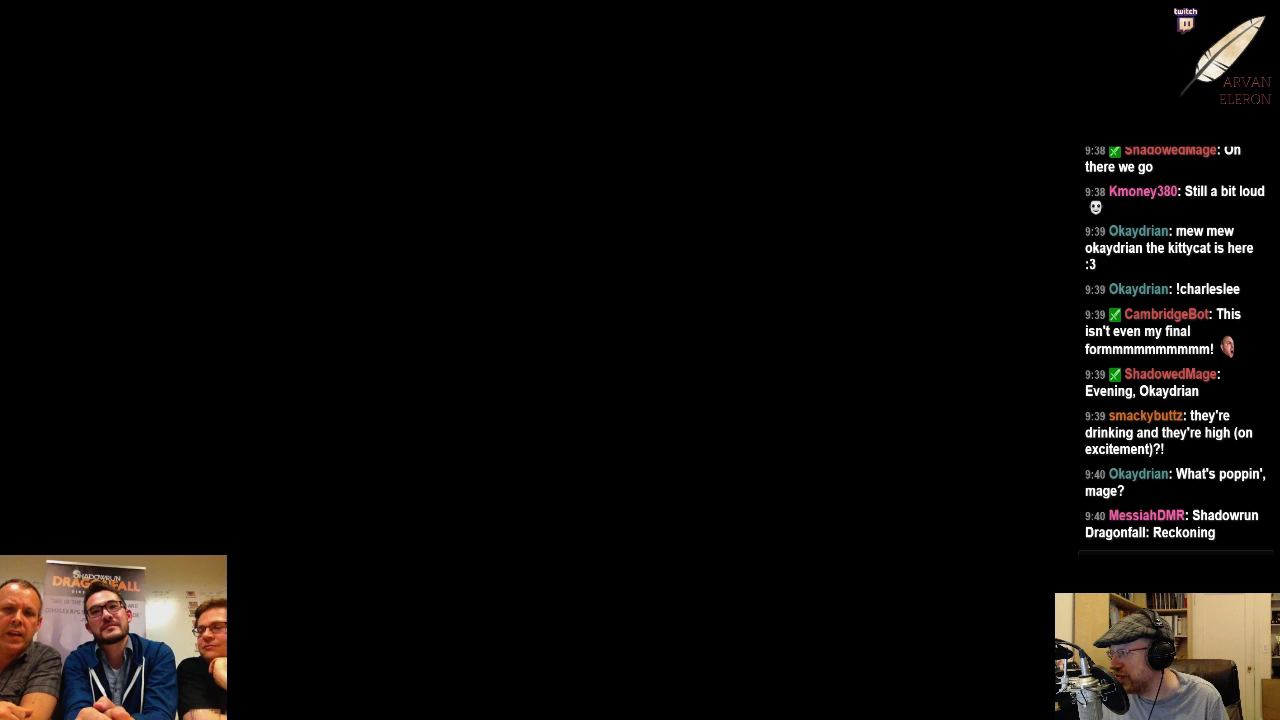 twitch
ARVAN
ELERON
9:38 ShadowedMage: Oh
there we go
9:38 Kmoney380: Still a bit loud
9:39 Okaydrian: mew mew
okaydrian the kittycat is here
:3
9:39 Okaydrian: !charleslee
9:39 CambridgeBot: This
isn't even my final
formmmmmmmmmm!
9:39 ShadowedMage:
Evening, Okaydrian
9:39 smackybuttz: they're
drinking and they're high (on
excitement)?!
9:40 Okaydrian: What's poppin',
mage?
9:40 MessiahDMR: Shadowrun
Dragonfall: Reckoning
SHADOWRUN
DRAGONFALL